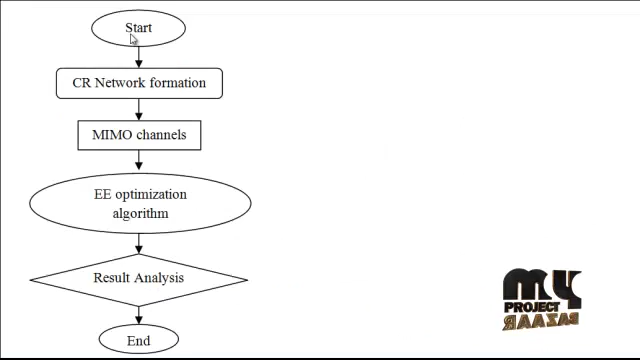 Start
CR Network formation
MIMO channels
EE optimization
algorithm
Result Analysis
End
my
PROJECT
BAZAAR